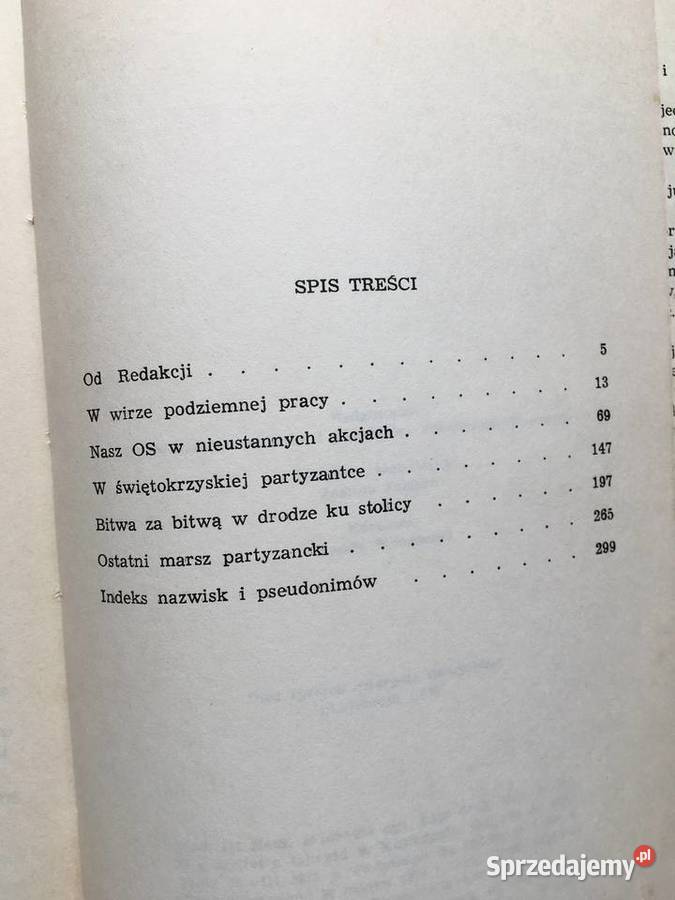 SPIS TREŚCI
Od Redakcji . . . . . . . . . . . . 5
W wirze podziemnej pracy . . . . . . . . 13
Nasz OS w nieustannych akcjach . . . . . . 69
W świętokrzyskiej partyzantce . . . . . . . 147
Bitwa za bitwą w drodze ku stolicy . . . . . 197
Ostatni marsz partyzancki . . . . . . . . 265
Indeks nazwisk i pseudonimów . . . . . . 299
Sprzedajemy.pl